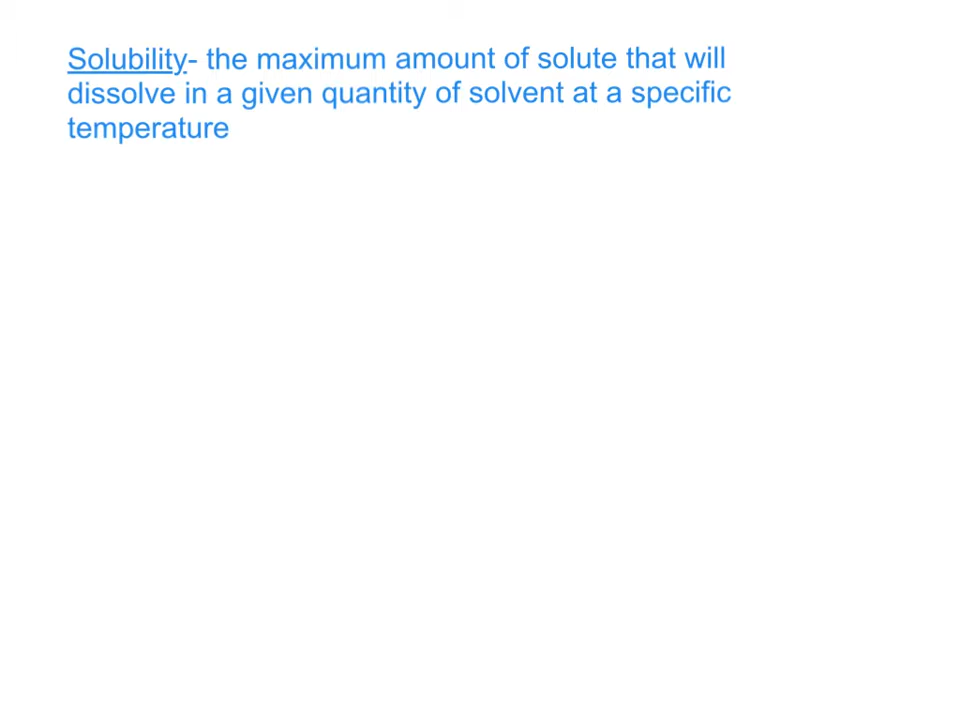 Solubility- the maximum amount of solute that will
dissolve in a given quantity of solvent at a specific
temperature